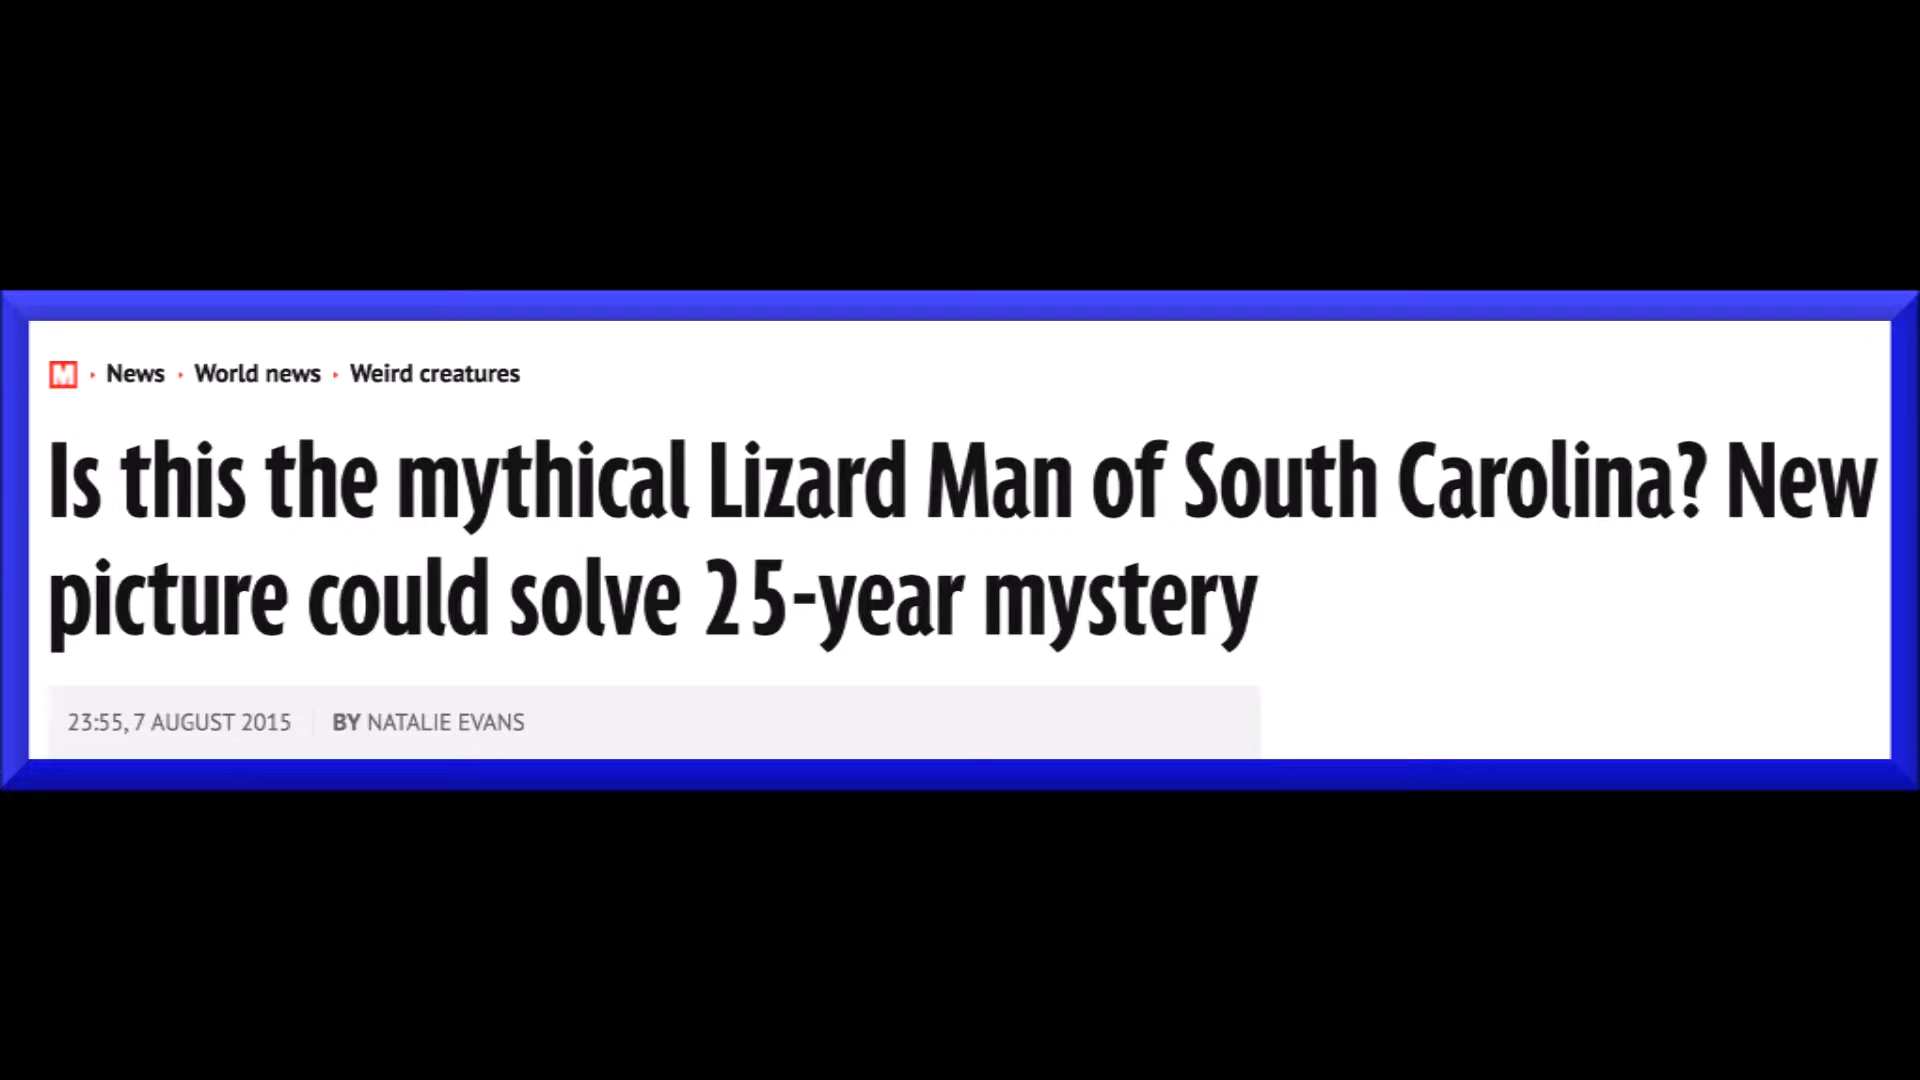 M News World news Weird creatures
Is this the mythical Lizard Man of South Carolina? New
picture could solve 25-year mystery
23:55, 7 AUGUST 2015 BY NATALIE EVANS